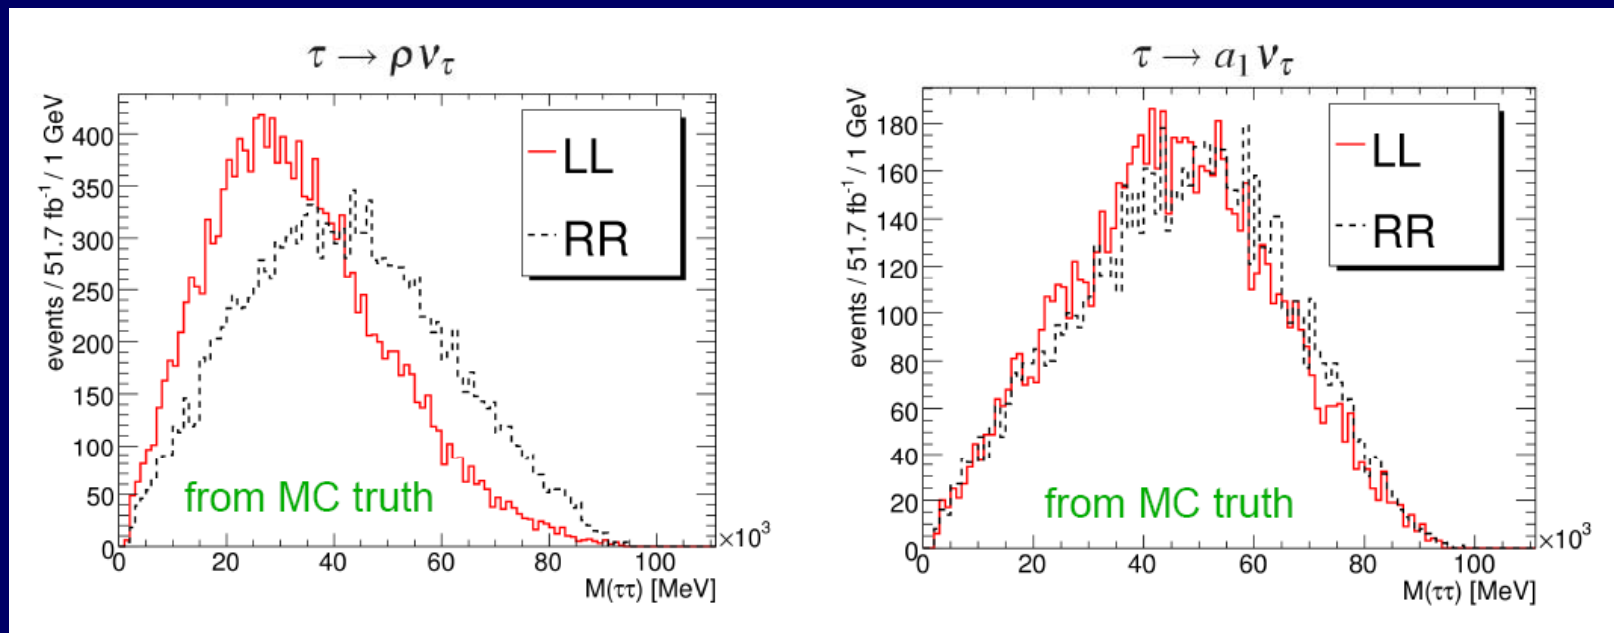 τ → ρ ν_τ
events / 51.7 fb⁻¹ / 1 GeV
400
350
300
250
200
150
100
50
0
LL
RR
from MC truth
0 20 40 60 80 100
×10³
M(ττ) [MeV]
τ → a₁ ν_τ
events / 51.7 fb⁻¹ / 1 GeV
180
160
140
120
100
80
60
40
20
0
LL
RR
from MC truth
0 20 40 60 80 100
×10³
M(ττ) [MeV]